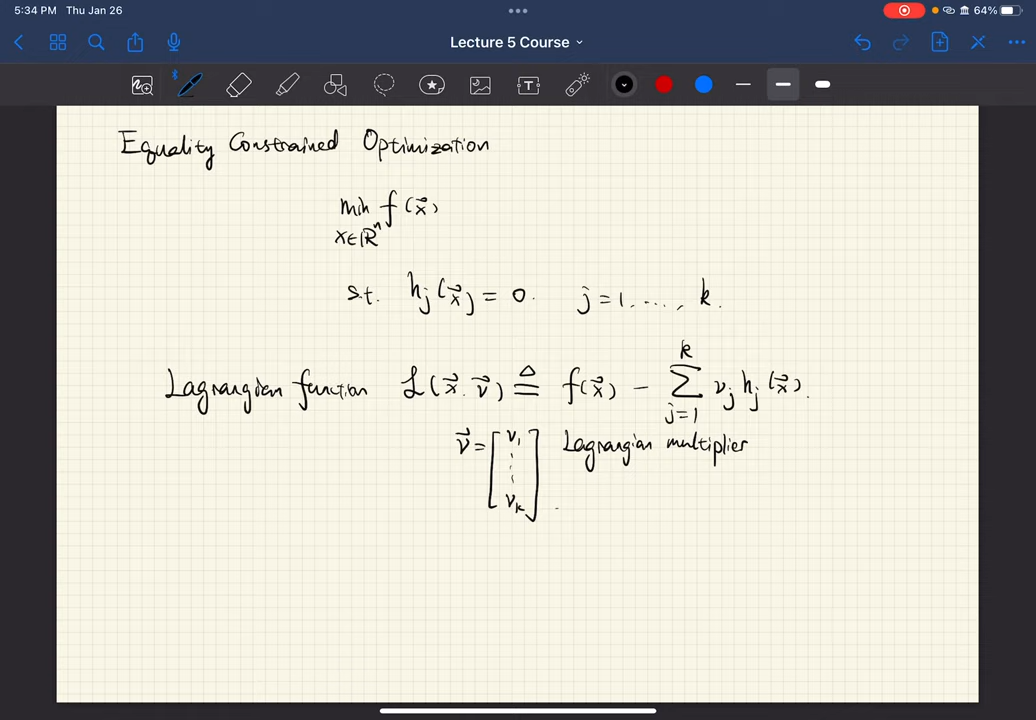 5:34 PM Thu Jan 26
64%
Lecture 5 Course
T
Equality Constrained Optimization
min f(x⃗)
x∈ℝⁿ
s.t. hⱼ(x⃗) = 0. j = 1, ..., k.
Lagrangian function ℒ(x⃗, ν⃗) ≜ f(x⃗) − ∑ⱼ₌₁ᵏ νⱼ hⱼ(x⃗).
ν⃗ = [ν₁ ⋮ νₖ] Lagrangian multiplier